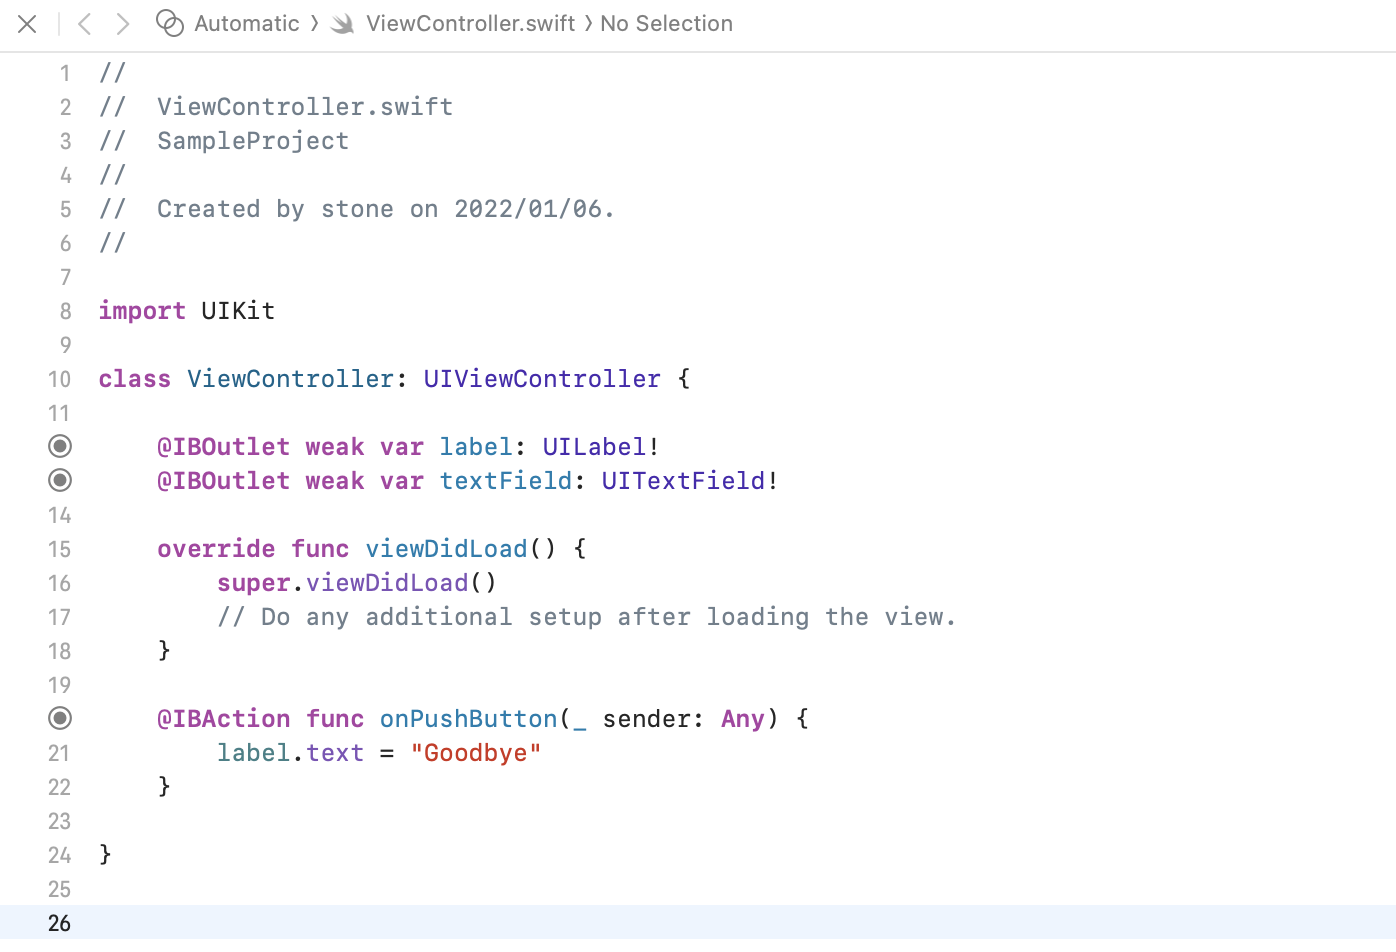 Automatic > ViewController.swift > No Selection
1 //
2 //  ViewController.swift
3 //  SampleProject
4 //
5 //  Created by stone on 2022/01/06.
6 //
7
8 import UIKit
9
10 class ViewController: UIViewController {
11
    @IBOutlet weak var label: UILabel!
    @IBOutlet weak var textField: UITextField!
14
15     override func viewDidLoad() {
16         super.viewDidLoad()
17         // Do any additional setup after loading the view.
18     }
19
    @IBAction func onPushButton(_ sender: Any) {
21         label.text = "Goodbye"
22     }
23
24 }
25
26